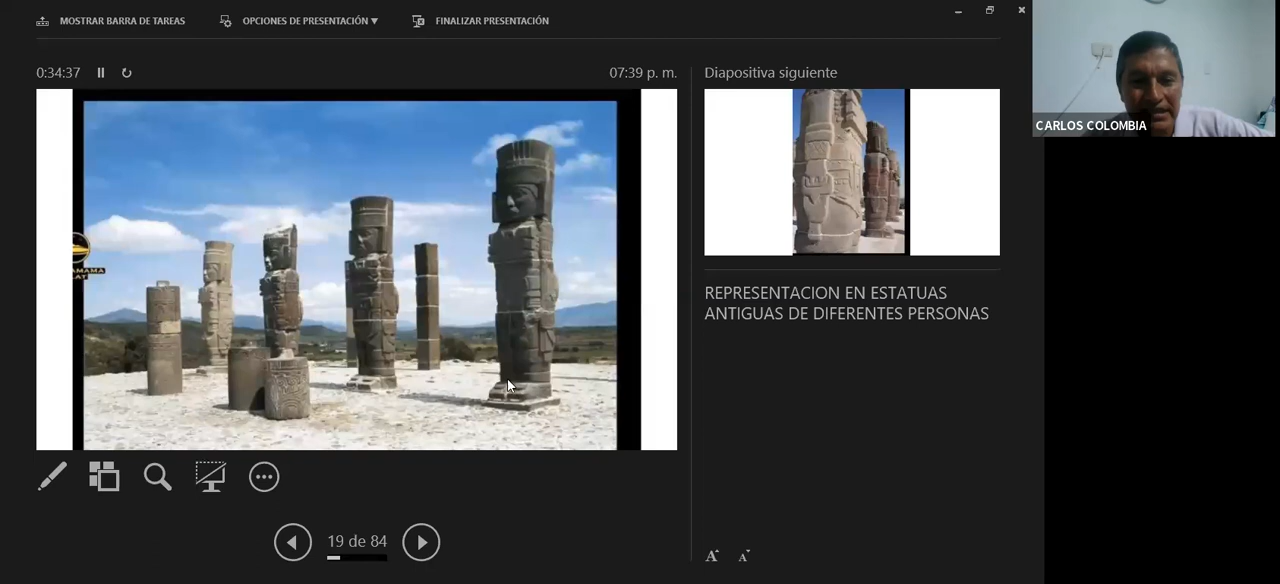 MOSTRAR BARRA DE TAREAS
OPCIONES DE PRESENTACIÓN
FINALIZAR PRESENTACIÓN
0:34:37
07:39 p. m.
Diapositiva siguiente
CARLOS COLOMBIA
REPRESENTACION EN ESTATUAS
ANTIGUAS DE DIFERENTES PERSONAS
19 de 84
A
A